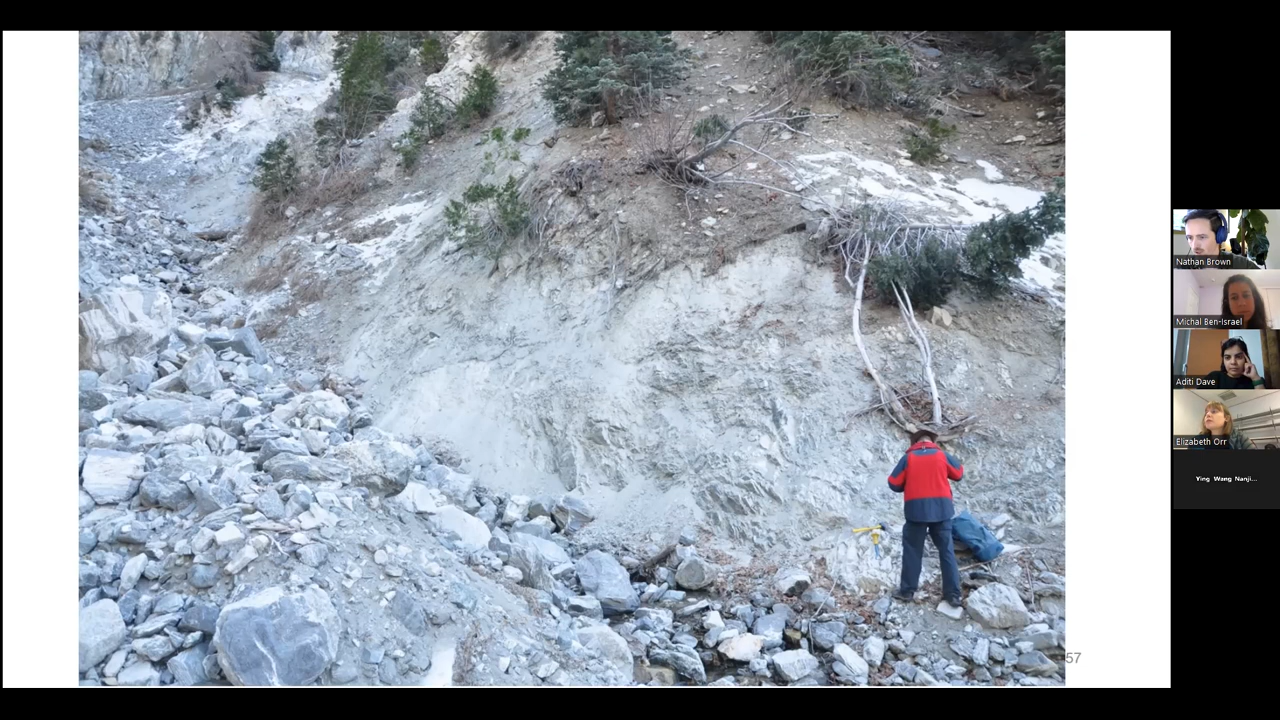 57
Nathan Brown
Michal Ben-Israel
Aditi Dave
Elizabeth Orr
Ying Wang Nanji...